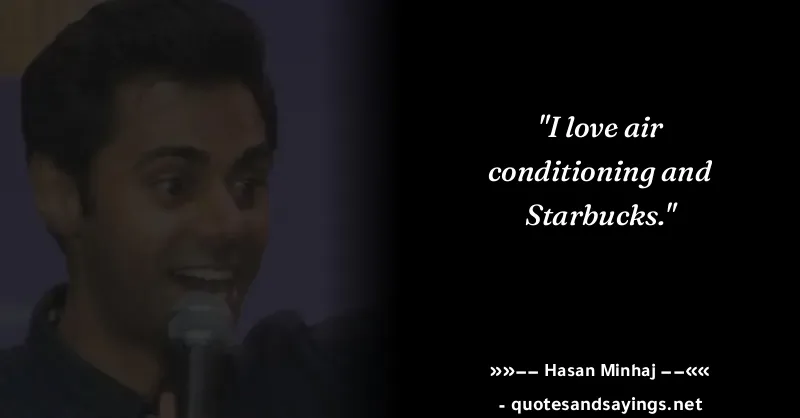 "I love air
conditioning and
Starbucks."
»»−− Hasan Minhaj −−««
- quotesandsayings.net